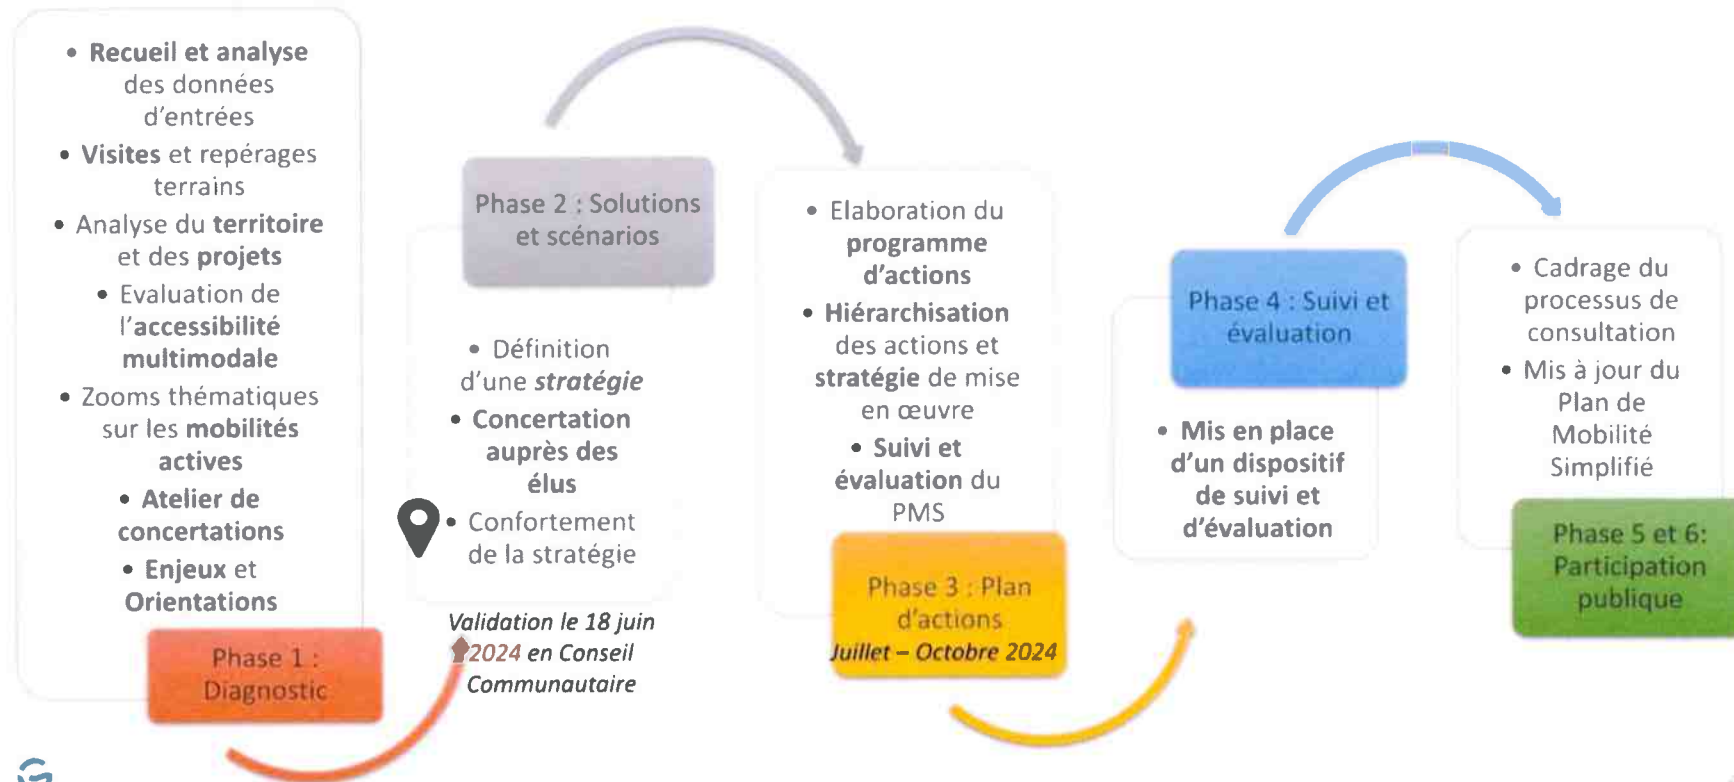 • Recueil et analyse
des données
d'entrées
• Visites et repérages
terrains
• Analyse du territoire
et des projets
• Evaluation de
l'accessibilité
multimodale
• Zooms thématiques
sur les mobilités
actives
• Atelier de
concertations
• Enjeux et
Orientations
Phase 1 :
Diagnostic
Phase 2 : Solutions
et scénarios
• Définition
d'une stratégie
• Concertation
auprès des
élus
• Confortement
de la stratégie
Validation le 18 juin
2024 en Conseil
Communautaire
• Elaboration du
programme
d'actions
• Hiérarchisation
des actions et
stratégie de mise
en œuvre
• Suivi et
évaluation du
PMS
Phase 3 : Plan
d'actions
Juillet – Octobre 2024
Phase 4 : Suivi et
évaluation
• Mis en place
d'un dispositif
de suivi et
d'évaluation
• Cadrage du
processus de
consultation
• Mis à jour du
Plan de
Mobilité
Simplifié
Phase 5 et 6:
Participation
publique